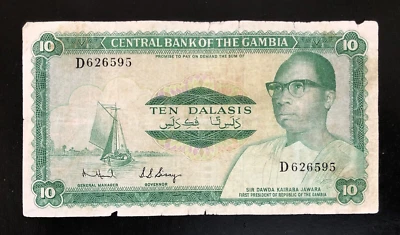 10 CENTRAL BANK OF THE GAMBIA 10
PROMISE TO PAY ON DEMAND THE SUM OF
D626595
TEN DALASIS
D626595
GENERAL MANAGER GOVERNOR
SIR DAWDA KAIRABA JAWARA
FIRST PRESIDENT OF REPUBLIC OF THE GAMBIA
10 10